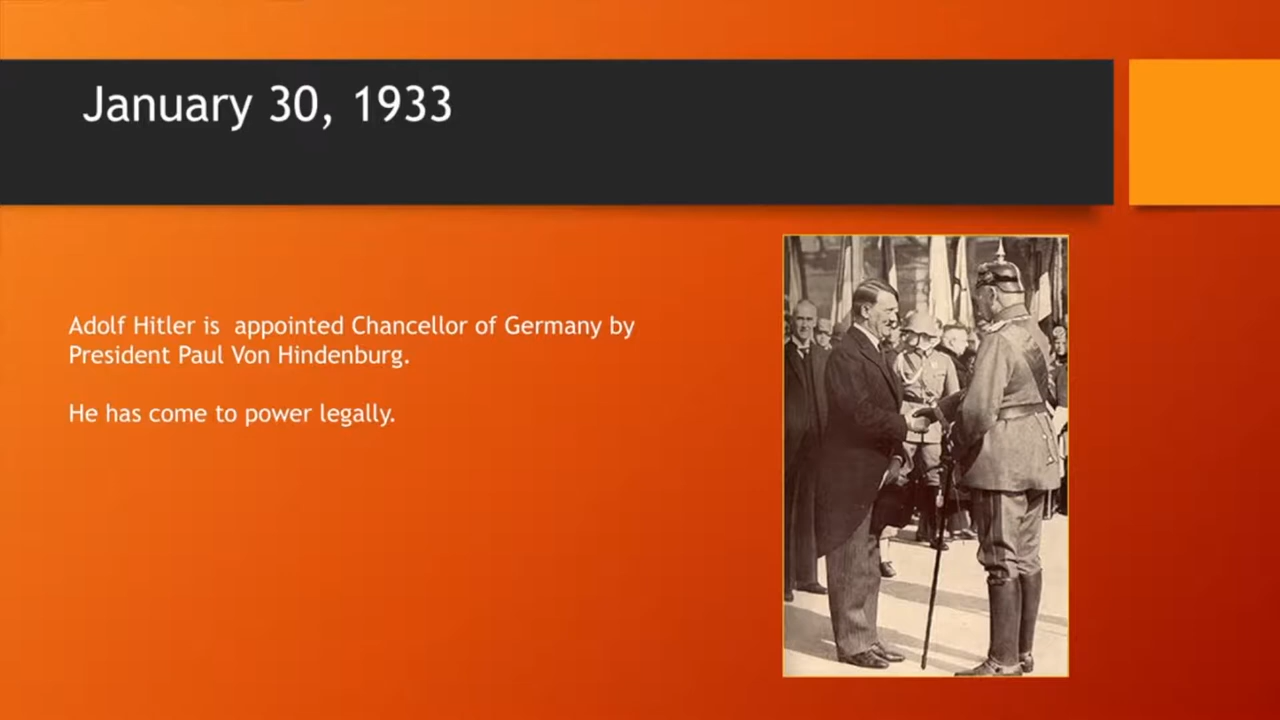 January 30, 1933
Adolf Hitler is  appointed Chancellor of Germany by
President Paul Von Hindenburg.
He has come to power legally.